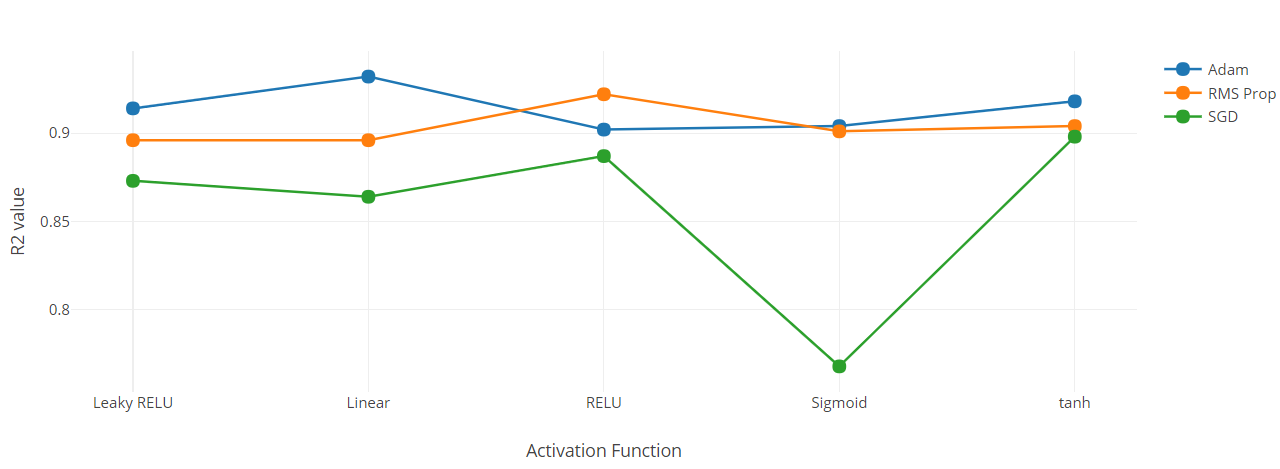 Adam
RMS Prop
SGD
0.9
0.85
0.8
R2 value
Leaky RELU
Linear
RELU
Sigmoid
tanh
Activation Function